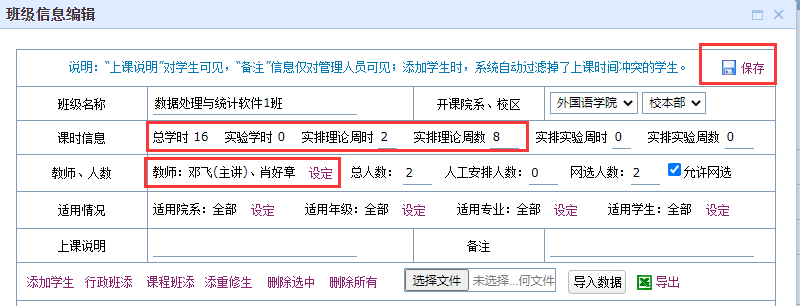 班级信息编辑
说明：“上课说明”对学生可见，“备注”信息仅对管理人员可见；添加学生时，系统自动过滤掉了上课时间冲突的学生。 保存
班级名称 数据处理与统计软件1班 开课院系、校区 外国语学院 校本部
课时信息 总学时 16 实验学时 0 实排理论周时 2 实排理论周数 8 实排实验周时 0 实排实验周数 0
教师、人数 教师：邓飞(主讲)、肖好章 设定 总人数： 2 人工安排人数： 0 网选人数： 2 允许网选
适用情况 适用院系：全部 设定 适用年级：全部 设定 适用专业：全部 设定 适用学生：全部 设定
上课说明 备注
添加学生 行政班添 课程班添 添重修生 删除选中 删除所有 选择文件 未选择...何文件 导入数据 导出